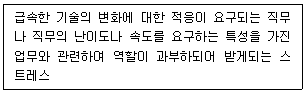 급속한 기술의 변화에 대한 적응이 요구되는 직무
나 직무의 난이도나 속도를 요구하는 특성을 가진
업무와 관련하여 역할이 과부하되어 받게되는 스
트레스